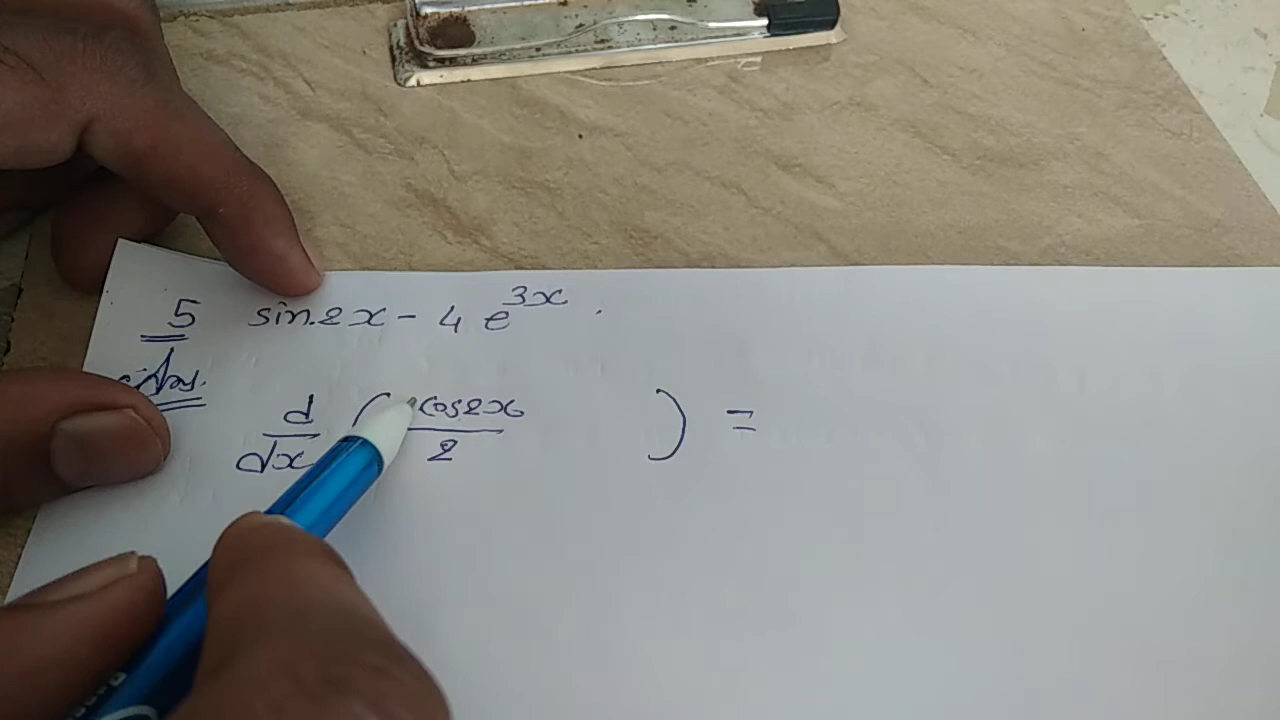 5 sin 2x - 4 e^{3x} .
Ans.
d/dx ( cos2x/2 ) =